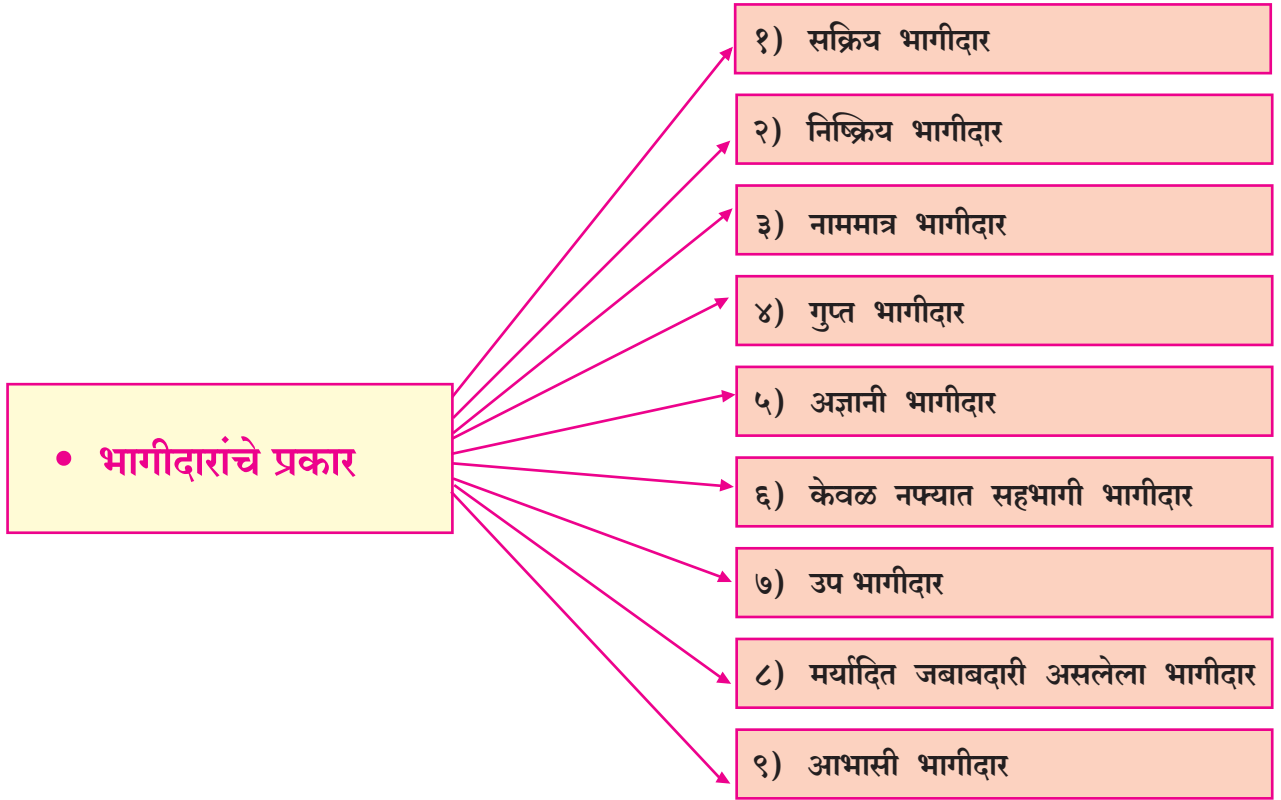 • भागीदारांचे प्रकार
१) सक्रिय भागीदार
२) निष्क्रिय भागीदार
३) नाममात्र भागीदार
४) गुप्त भागीदार
५) अज्ञानी भागीदार
६) केवळ नफ्यात सहभागी भागीदार
७) उप भागीदार
८) मर्यादित जबाबदारी असलेला भागीदार
९) आभासी भागीदार